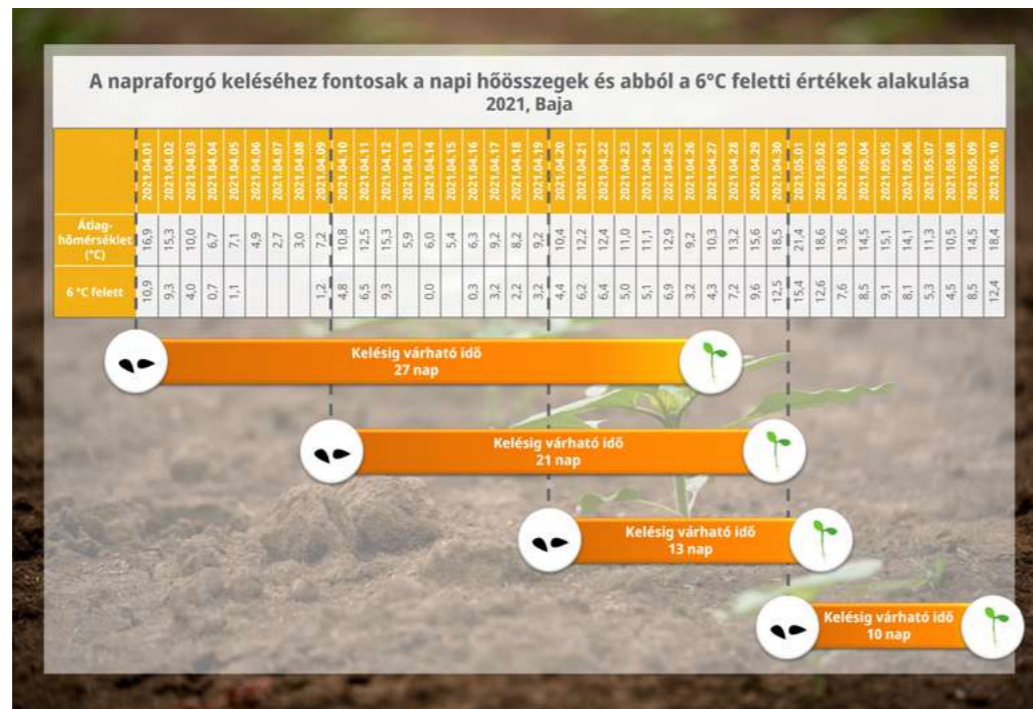 A napraforgó keléséhez fontosak a napi hőösszegek és abból a 6°C feletti értékek alakulása
2021, Baja
2021.04.01 2021.04.02 2021.04.03 2021.04.04 2021.04.05 2021.04.06 2021.04.07 2021.04.08 2021.04.09 2021.04.10 2021.04.11 2021.04.12 2021.04.13 2021.04.14 2021.04.15 2021.04.16 2021.04.17 2021.04.18 2021.04.19 2021.04.20 2021.04.21 2021.04.22 2021.04.23 2021.04.24 2021.04.25 2021.04.26 2021.04.27 2021.04.28 2021.04.29 2021.04.30 2021.05.01 2021.05.02 2021.05.03 2021.05.04 2021.05.05 2021.05.06 2021.05.07 2021.05.08 2021.05.09 2021.05.10
Átlag-
hőmérséklet
(°C)
16,9 15,3 10,0 6,7 7,1 4,9 2,7 3,0 7,2 10,8 12,5 15,3 5,9 6,0 5,4 6,3 9,2 8,2 9,2 10,4 12,2 12,4 11,0 11,1 12,9 9,2 10,3 13,2 15,6 18,5 21,4 18,6 13,6 14,5 15,1 14,1 11,3 10,5 14,5 18,4
6 °C felett
10,9 9,3 4,0 0,7 1,1 1,2 4,8 6,5 9,3 0,0 0,3 3,2 2,2 3,2 4,4 6,2 6,4 5,0 5,1 6,9 3,2 4,3 7,2 9,6 12,5 15,4 12,6 7,6 8,5 9,1 8,1 5,3 4,5 8,5 12,4
Kelésig várható idő
27 nap
Kelésig várható idő
21 nap
Kelésig várható idő
13 nap
Kelésig várható idő
10 nap